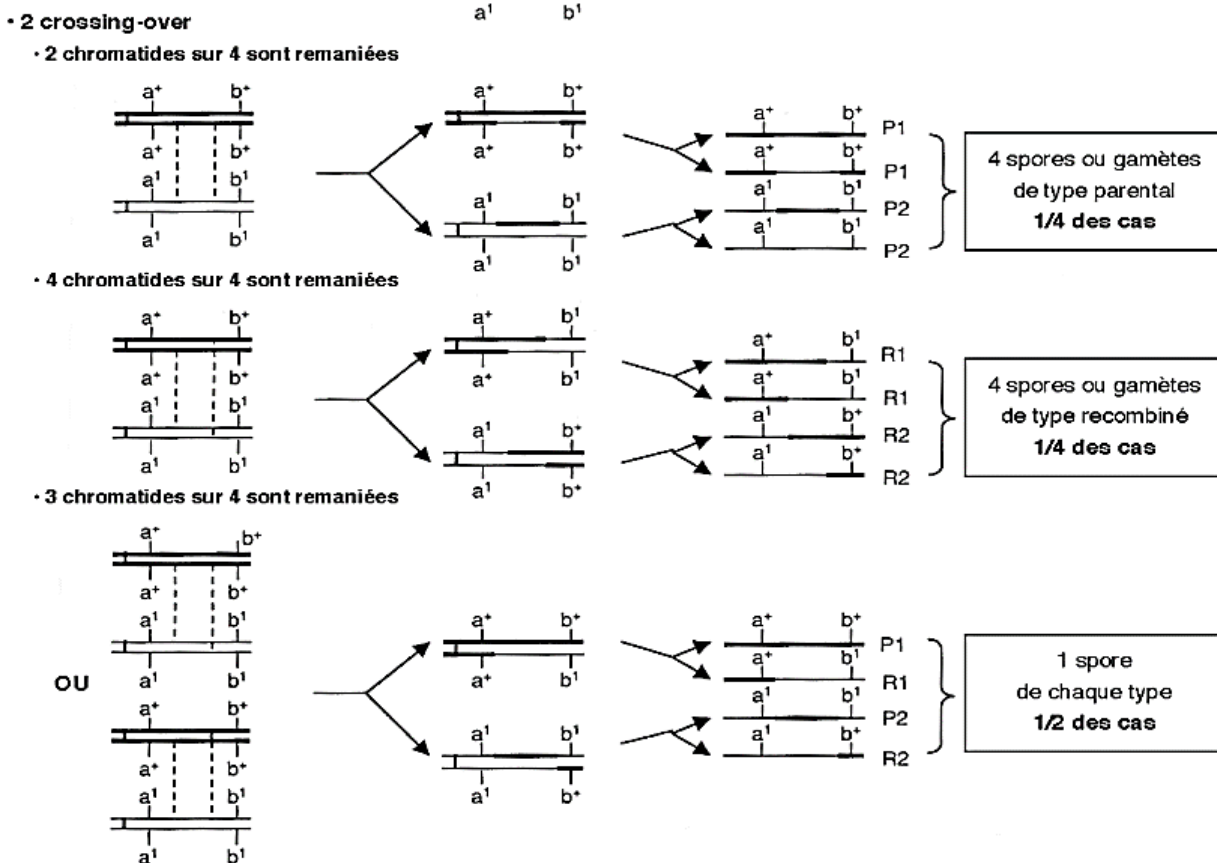 a¹ b¹
• 2 crossing-over
• 2 chromatides sur 4 sont remaniées
a⁺ b⁺
a⁺ b⁺
a¹ b¹
a¹ b¹
a⁺ b⁺
a⁺ b⁺
a¹ b¹
a¹ b¹
a⁺ b⁺ P1
a⁺ b⁺ P1
a¹ b¹ P2
a¹ b¹ P2
4 spores ou gamètes
de type parental
1/4 des cas
• 4 chromatides sur 4 sont remaniées
a⁺ b⁺
a⁺ b⁺
a¹ b¹
a¹ b¹
a⁺ b¹
a⁺ b¹
a¹ b⁺
a¹ b⁺
a⁺ b¹ R1
a⁺ b¹ R1
a¹ b⁺ R2
a¹ b⁺ R2
4 spores ou gamètes
de type recombiné
1/4 des cas
• 3 chromatides sur 4 sont remaniées
a⁺ b⁺
a⁺ b⁺
a¹ b¹
a¹ b¹
OU
a⁺ b⁺
a⁺ b⁺
a¹ b¹
a¹ b¹
a⁺ b⁺
a⁺ b¹
a¹ b¹
a¹ b⁺
a⁺ b⁺ P1
a⁺ b¹ R1
a¹ b¹ P2
a¹ b⁺ R2
1 spore
de chaque type
1/2 des cas